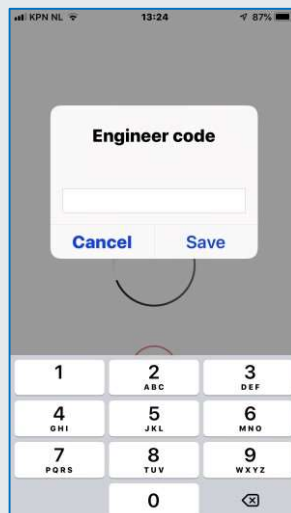 KPN NL 13:24 87%
Engineer code
Cancel Save
1 2 3
ABC DEF
4 5 6
GHI JKL MNO
7 8 9
PQRS TUV WXYZ
0